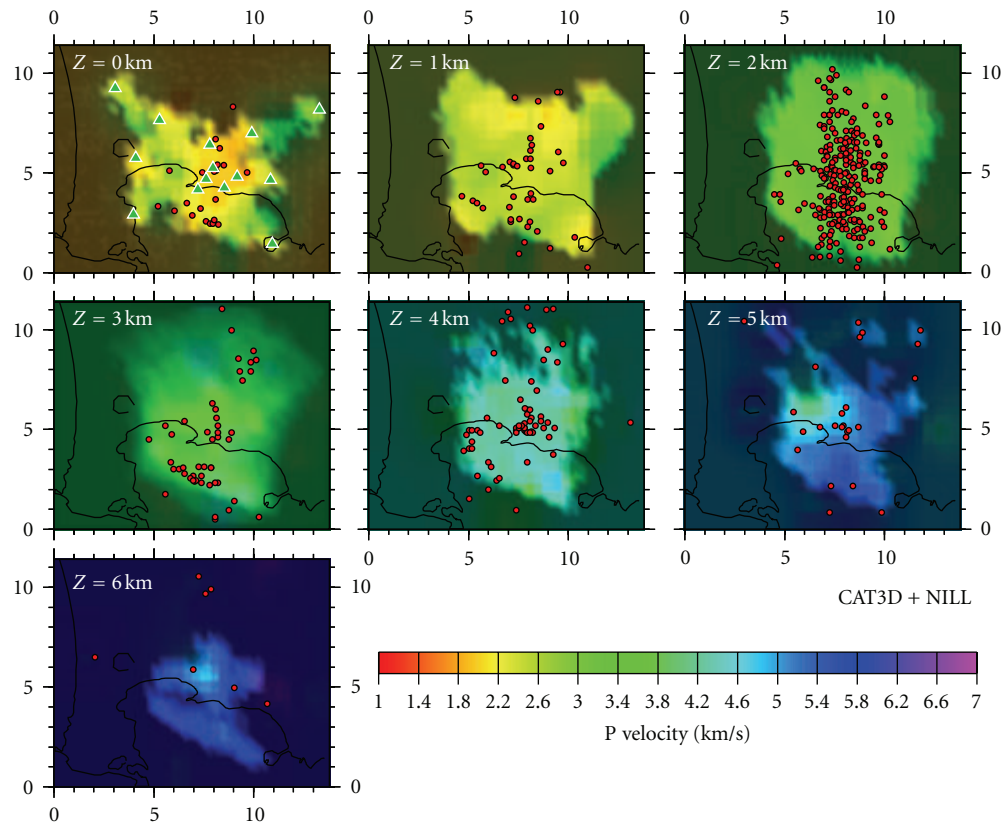 0 5 10 0 5 10 0 5 10
Z = 0 km Z = 1 km Z = 2 km
10 10
5 5
0 0
Z = 3 km Z = 4 km Z = 5 km
10 10
5 5
0 0
0 5 10 0 5 10
Z = 6 km
10
5 5
0 0
0 5 10
CAT3D + NILL
1 1.4 1.8 2.2 2.6 3 3.4 3.8 4.2 4.6 5 5.4 5.8 6.2 6.6 7
P velocity (km/s)